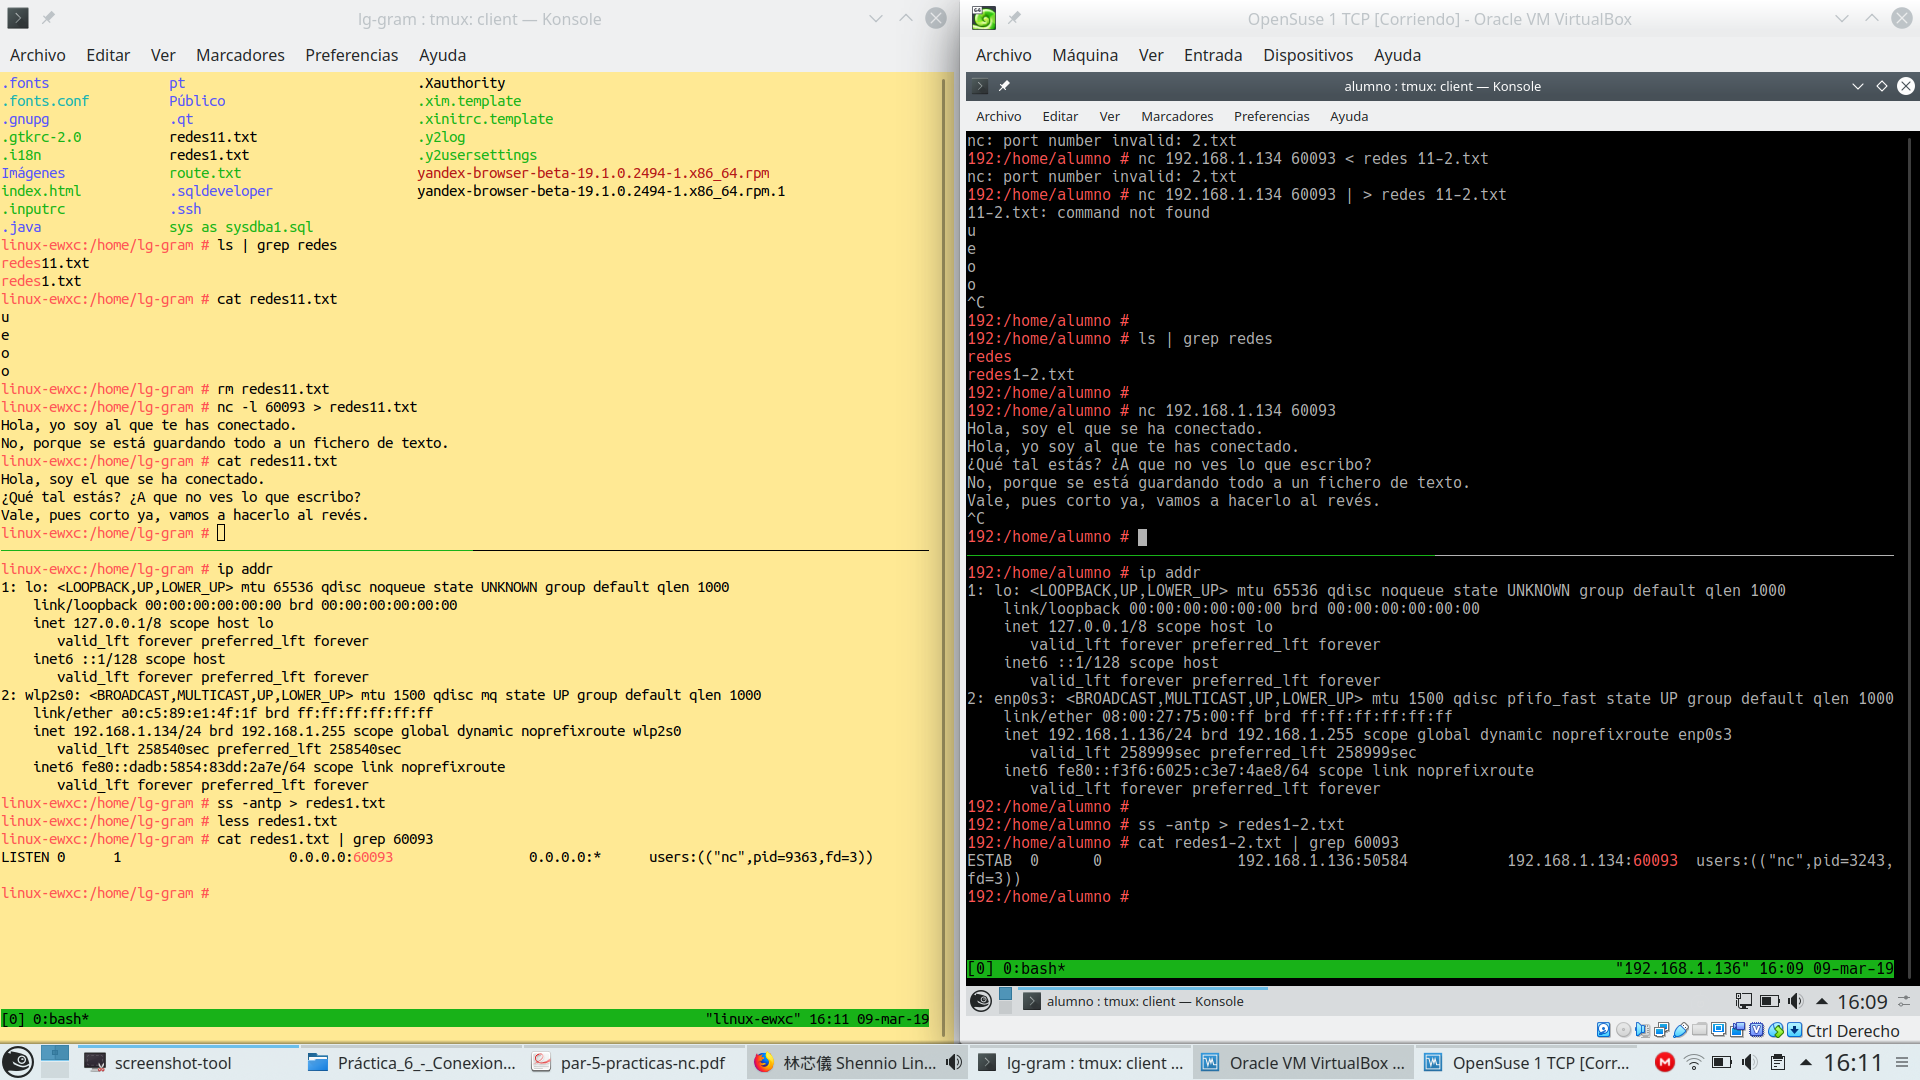 lg-gram : tmux: client — Konsole
Archivo Editar Ver Marcadores Preferencias Ayuda
.fonts pt .Xauthority
.fonts.conf Público .xim.template
.gnupg .qt .xinitrc.template
.gtkrc-2.0 redes11.txt .y2log
.i18n redes1.txt .y2usersettings
Imágenes route.txt yandex-browser-beta-19.1.0.2494-1.x86_64.rpm
index.html .sqldeveloper yandex-browser-beta-19.1.0.2494-1.x86_64.rpm.1
.inputrc .ssh
.java sys as sysdba1.sql
linux-ewxc:/home/lg-gram # ls | grep redes
redes11.txt
redes1.txt
linux-ewxc:/home/lg-gram # cat redes11.txt
u
e
o
o
linux-ewxc:/home/lg-gram # rm redes11.txt
linux-ewxc:/home/lg-gram # nc -l 60093 > redes11.txt
Hola, yo soy al que te has conectado.
No, porque se está guardando todo a un fichero de texto.
linux-ewxc:/home/lg-gram # cat redes11.txt
Hola, soy el que se ha conectado.
¿Qué tal estás? ¿A que no ves lo que escribo?
Vale, pues corto ya, vamos a hacerlo al revés.
linux-ewxc:/home/lg-gram #
linux-ewxc:/home/lg-gram # ip addr
1: lo: <LOOPBACK,UP,LOWER_UP> mtu 65536 qdisc noqueue state UNKNOWN group default qlen 1000
link/loopback 00:00:00:00:00:00 brd 00:00:00:00:00:00
inet 127.0.0.1/8 scope host lo
valid_lft forever preferred_lft forever
inet6 ::1/128 scope host
valid_lft forever preferred_lft forever
2: wlp2s0: <BROADCAST,MULTICAST,UP,LOWER_UP> mtu 1500 qdisc mq state UP group default qlen 1000
link/ether a0:c5:89:e1:4f:1f brd ff:ff:ff:ff:ff:ff
inet 192.168.1.134/24 brd 192.168.1.255 scope global dynamic noprefixroute wlp2s0
valid_lft 258540sec preferred_lft 258540sec
inet6 fe80::dadb:5854:83dd:2a7e/64 scope link noprefixroute
valid_lft forever preferred_lft forever
linux-ewxc:/home/lg-gram # ss -antp > redes1.txt
linux-ewxc:/home/lg-gram # less redes1.txt
linux-ewxc:/home/lg-gram # cat redes1.txt | grep 60093
LISTEN 0 1 0.0.0.0:60093 0.0.0.0:* users:(("nc",pid=9363,fd=3))
linux-ewxc:/home/lg-gram #
[0] 0:bash* "linux-ewxc" 16:11 09-mar-19
OpenSuse 1 TCP [Corriendo] - Oracle VM VirtualBox
Archivo Máquina Ver Entrada Dispositivos Ayuda
alumno : tmux: client — Konsole
Archivo Editar Ver Marcadores Preferencias Ayuda
nc: port number invalid: 2.txt
192:/home/alumno # nc 192.168.1.134 60093 < redes 11-2.txt
nc: port number invalid: 2.txt
192:/home/alumno # nc 192.168.1.134 60093 | > redes 11-2.txt
11-2.txt: command not found
u
e
o
o
^C
192:/home/alumno #
192:/home/alumno # ls | grep redes
redes
redes1-2.txt
192:/home/alumno #
192:/home/alumno # nc 192.168.1.134 60093
Hola, soy el que se ha conectado.
Hola, yo soy al que te has conectado.
¿Qué tal estás? ¿A que no ves lo que escribo?
No, porque se está guardando todo a un fichero de texto.
Vale, pues corto ya, vamos a hacerlo al revés.
^C
192:/home/alumno #
192:/home/alumno # ip addr
1: lo: <LOOPBACK,UP,LOWER_UP> mtu 65536 qdisc noqueue state UNKNOWN group default qlen 1000
link/loopback 00:00:00:00:00:00 brd 00:00:00:00:00:00
inet 127.0.0.1/8 scope host lo
valid_lft forever preferred_lft forever
inet6 ::1/128 scope host
valid_lft forever preferred_lft forever
2: enp0s3: <BROADCAST,MULTICAST,UP,LOWER_UP> mtu 1500 qdisc pfifo_fast state UP group default qlen 1000
link/ether 08:00:27:75:00:ff brd ff:ff:ff:ff:ff:ff
inet 192.168.1.136/24 brd 192.168.1.255 scope global dynamic noprefixroute enp0s3
valid_lft 258999sec preferred_lft 258999sec
inet6 fe80::f3f6:6025:c3e7:4ae8/64 scope link noprefixroute
valid_lft forever preferred_lft forever
192:/home/alumno #
192:/home/alumno # ss -antp > redes1-2.txt
192:/home/alumno # cat redes1-2.txt | grep 60093
ESTAB 0 0 192.168.1.136:50584 192.168.1.134:60093 users:(("nc",pid=3243,
fd=3))
192:/home/alumno #
[0] 0:bash* "192.168.1.136" 16:09 09-mar-19
alumno : tmux: client — Konsole 16:09
Ctrl Derecho
screenshot-tool Práctica_6_-_Conexion... par-5-practicas-nc.pdf 林芯儀 Shennio Lin... lg-gram : tmux: client ... Oracle VM VirtualBox ... OpenSuse 1 TCP [Corr... 16:11